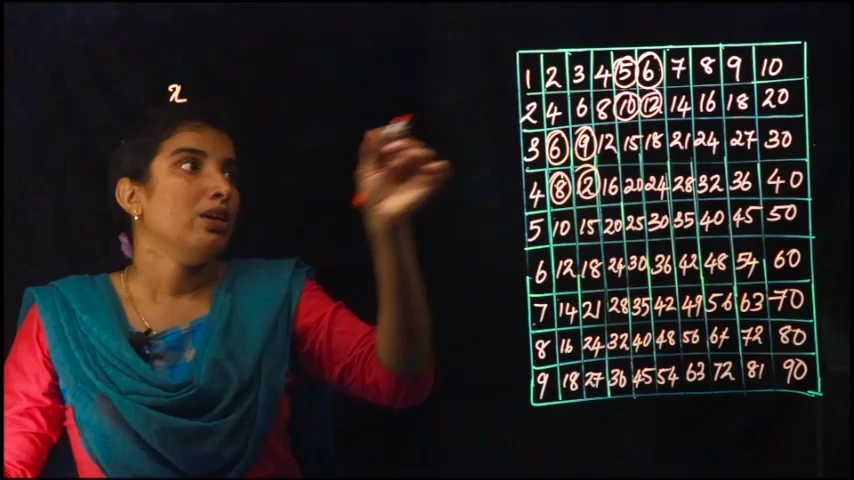 x
1 2 3 4 5 6 7 8 9 10
2 4 6 8 10 12 14 16 18 20
3 6 9 12 15 18 21 24 27 30
4 8 12 16 20 24 28 32 36 40
5 10 15 20 25 30 35 40 45 50
6 12 18 24 30 36 42 48 54 60
7 14 21 28 35 42 49 56 63 70
8 16 24 32 40 48 56 64 72 80
9 18 27 36 45 54 63 72 81 90